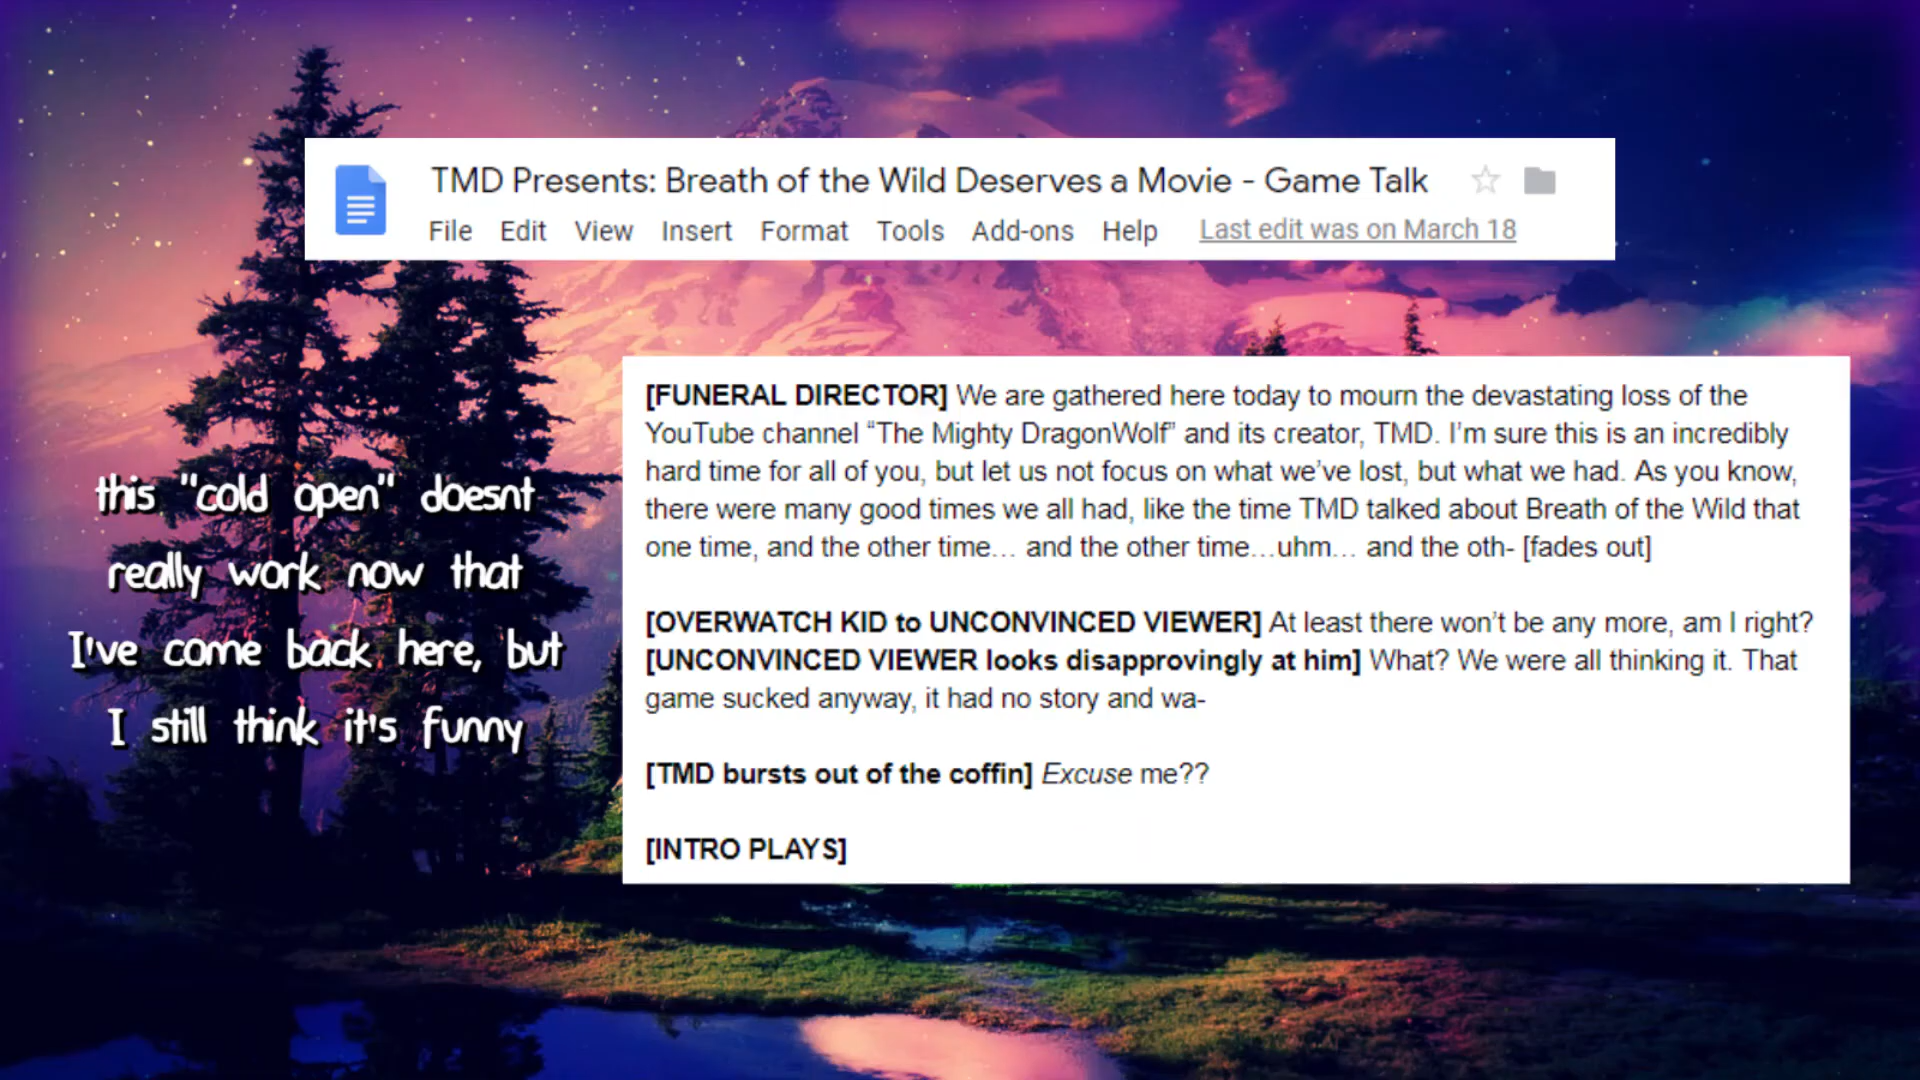 TMD Presents: Breath of the Wild Deserves a Movie - Game Talk
File Edit View Insert Format Tools Add-ons Help Last edit was on March 18
this "cold open" doesnt
really work now that
I've come back here, but
I still think it's funny
[FUNERAL DIRECTOR] We are gathered here today to mourn the devastating loss of the
YouTube channel “The Mighty DragonWolf” and its creator, TMD. I’m sure this is an incredibly
hard time for all of you, but let us not focus on what we’ve lost, but what we had. As you know,
there were many good times we all had, like the time TMD talked about Breath of the Wild that
one time, and the other time… and the other time…uhm… and the oth- [fades out]
[OVERWATCH KID to UNCONVINCED VIEWER] At least there won’t be any more, am I right?
[UNCONVINCED VIEWER looks disapprovingly at him] What? We were all thinking it. That
game sucked anyway, it had no story and wa-
[TMD bursts out of the coffin] Excuse me??
[INTRO PLAYS]